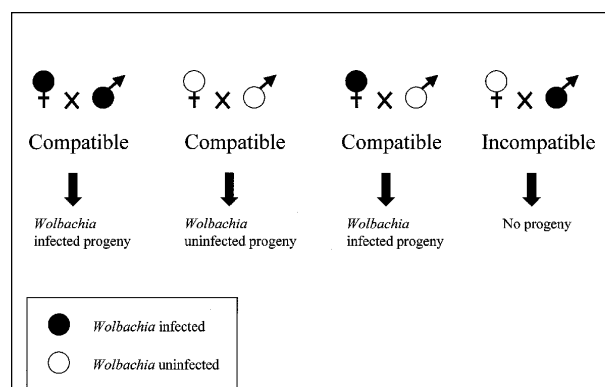 Compatible Compatible Compatible Incompatible
Wolbachia Wolbachia Wolbachia No progeny
infected progeny uninfected progeny infected progeny
Wolbachia infected
Wolbachia uninfected